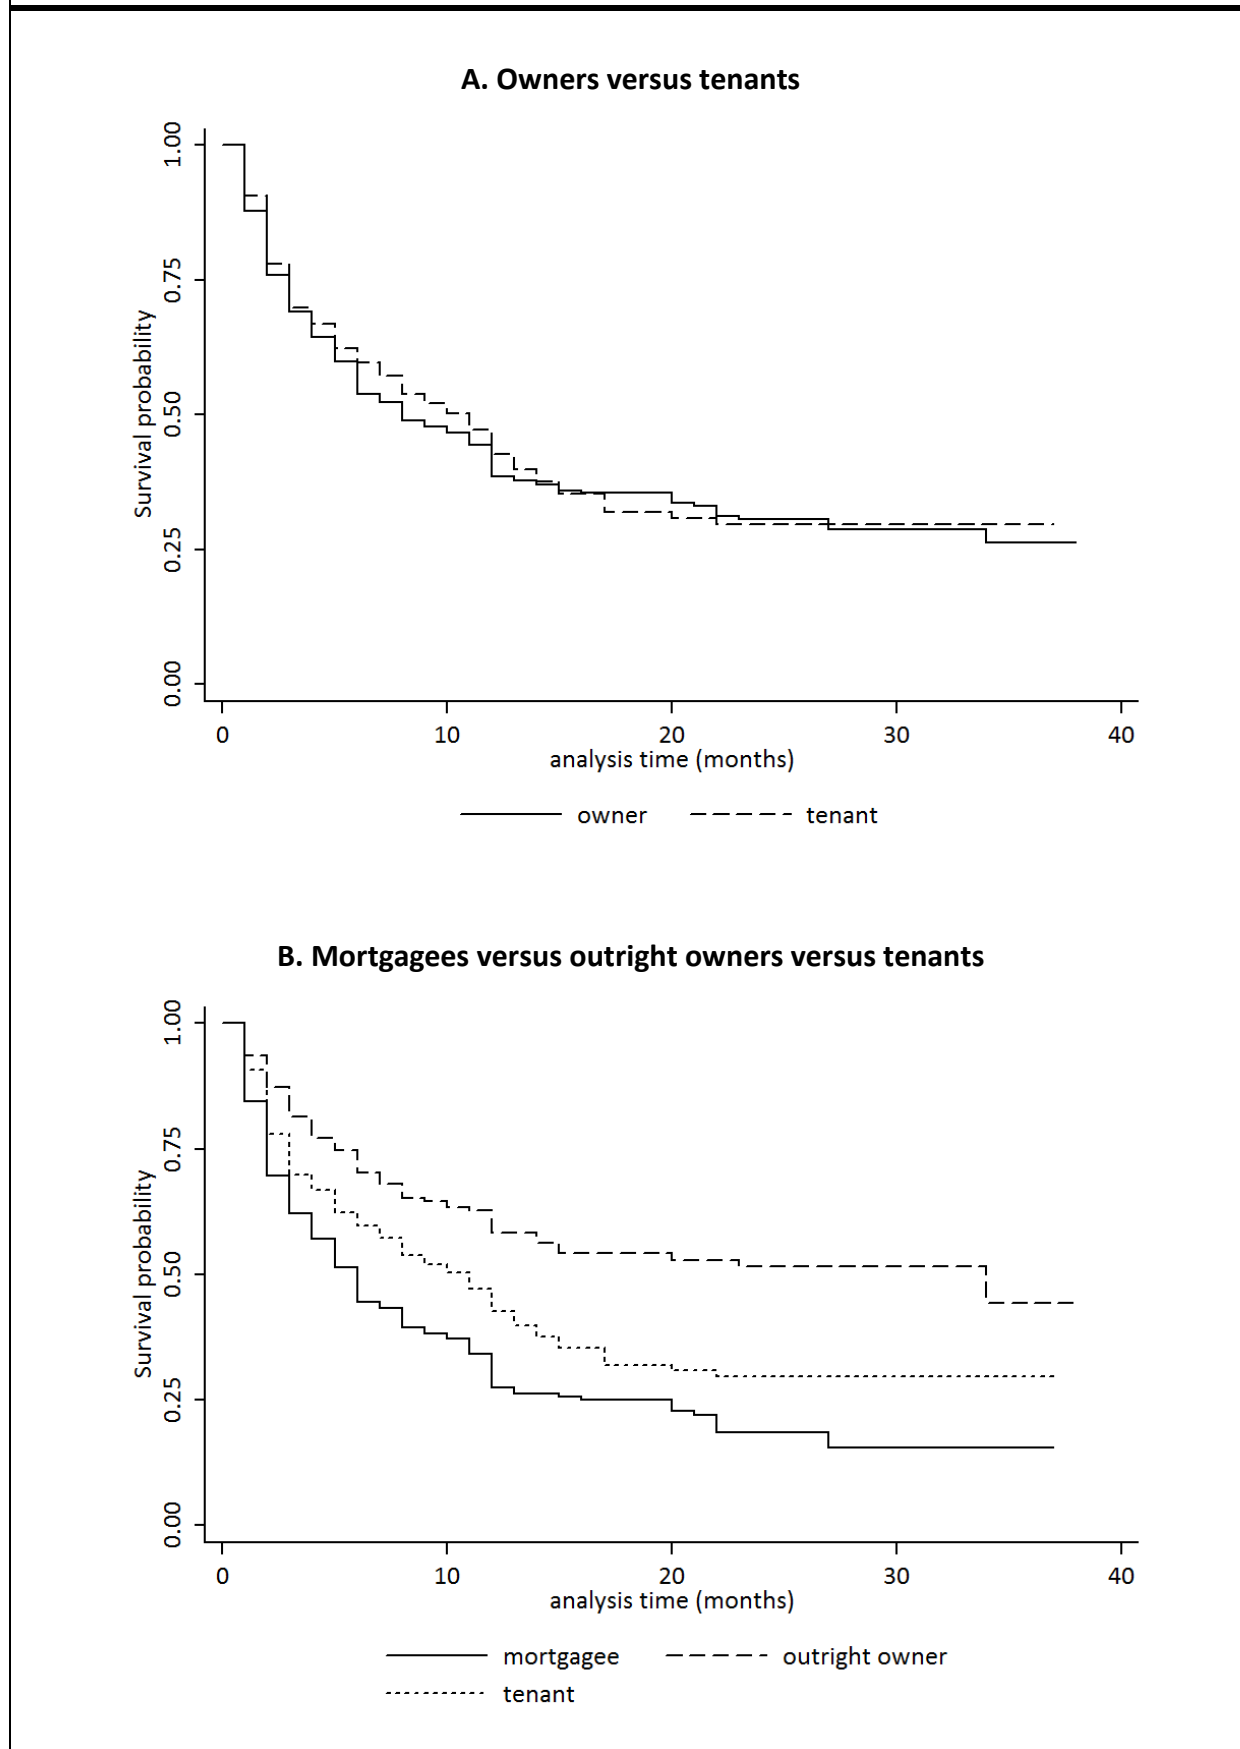 A. Owners versus tenants
1.00
0.75
0.50
0.25
0.00
Survival probability
0 10 20 30 40
analysis time (months)
owner tenant
B. Mortgagees versus outright owners versus tenants
1.00
0.75
0.50
0.25
0.00
Survival probability
0 10 20 30 40
analysis time (months)
mortgagee outright owner
tenant